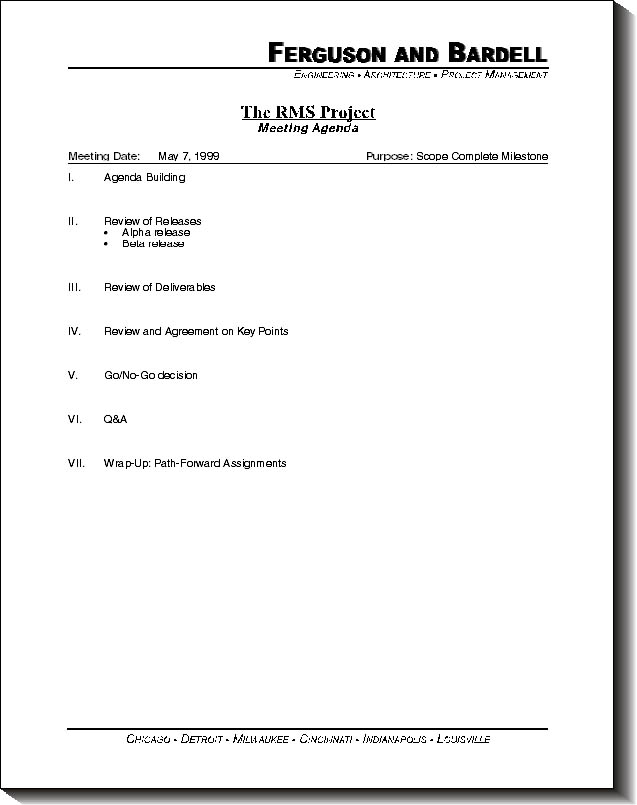 FERGUSON AND BARDELL
ENGINEERING • ARCHITECTURE • PROJECT MANAGEMENT
The RMS Project
Meeting Agenda
Meeting Date: May 7, 1999 Purpose: Scope Complete Milestone
I. Agenda Building
II. Review of Releases
• Alpha release
• Beta release
III. Review of Deliverables
IV. Review and Agreement on Key Points
V. Go/No-Go decision
VI. Q&A
VII. Wrap-Up: Path-Forward Assignments
CHICAGO • DETROIT • MILWAUKEE • CINCINNATI • INDIANAPOLIS • LOUISVILLE